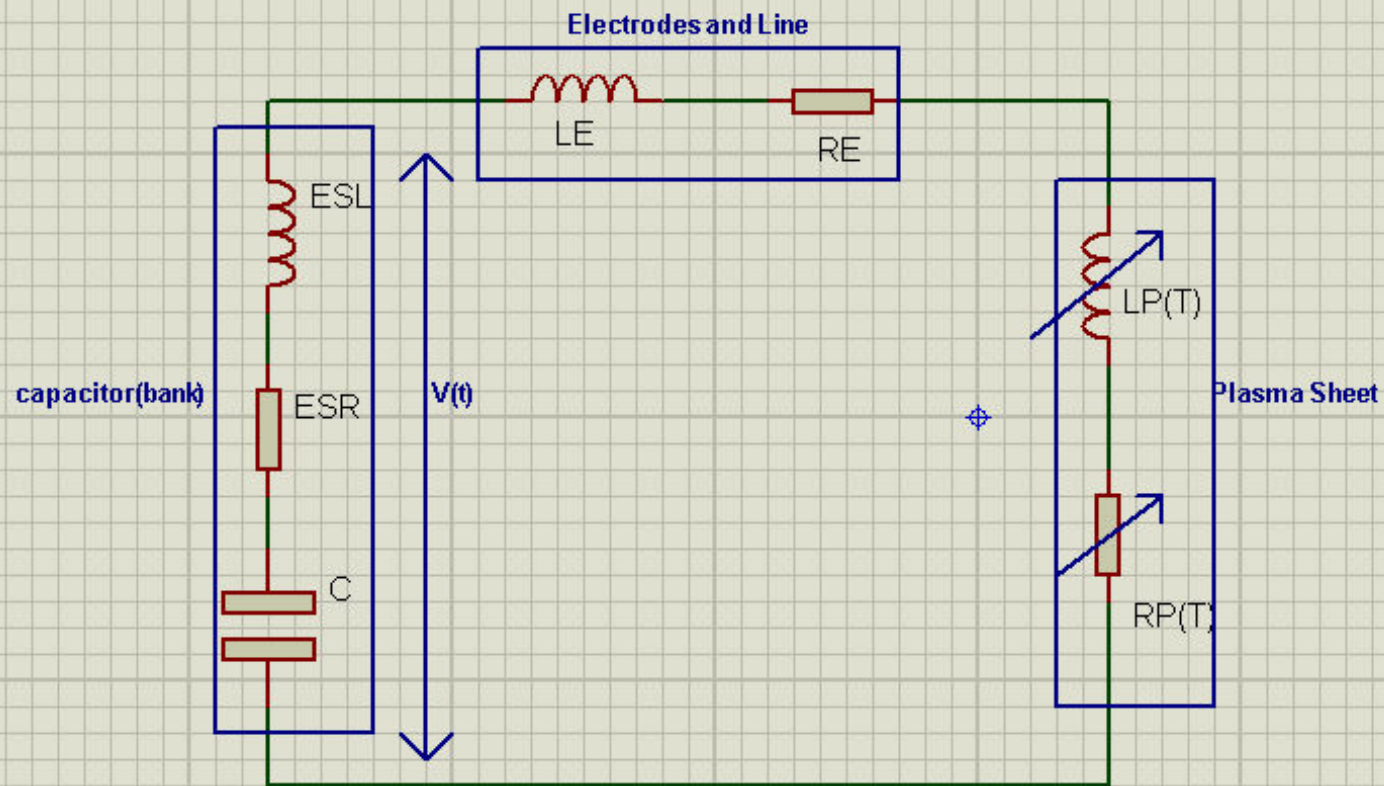 Electrodes and Line
LE
RE
ESL
LP(T)
capacitor(bank)
ESR
V(t)
Plasma Sheet
C
RP(T)